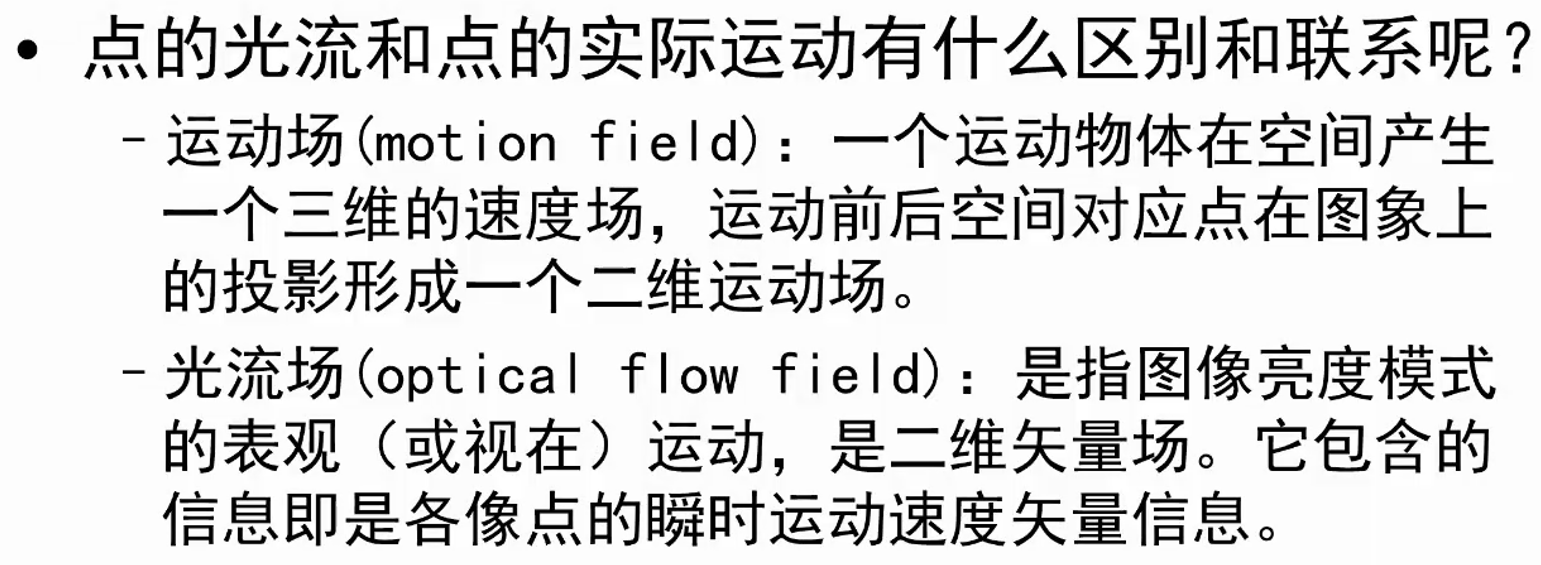 • 点的光流和点的实际运动有什么区别和联系呢？
– 运动场(motion field)：一个运动物体在空间产生
一个三维的速度场，运动前后空间对应点在图象上
的投影形成一个二维运动场。
– 光流场(optical flow field)：是指图像亮度模式
的表观（或视在）运动，是二维矢量场。它包含的
信息即是各像点的瞬时运动速度矢量信息。